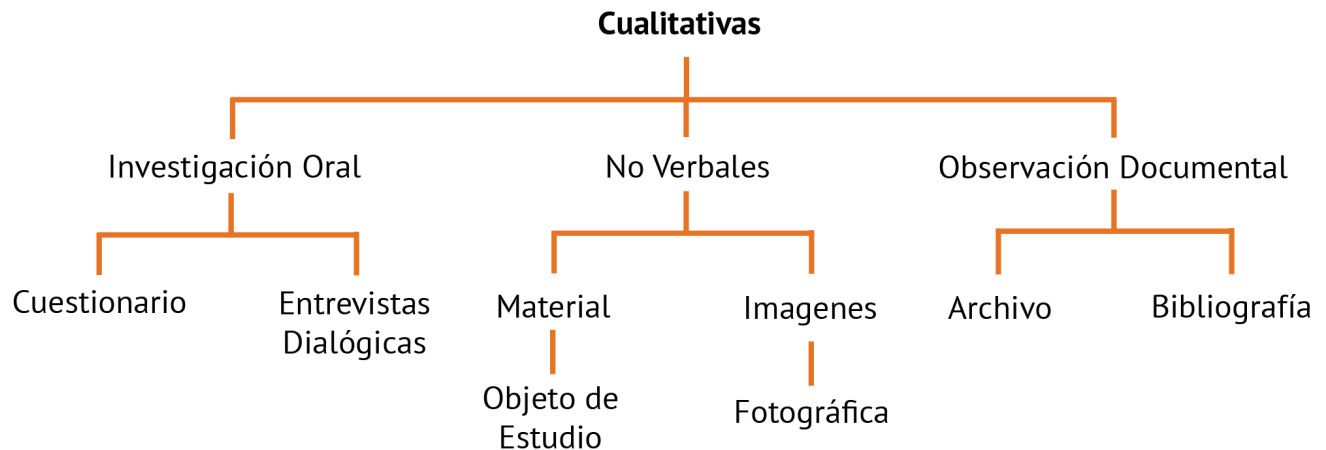 Cualitativas
Investigación Oral
No Verbales
Observación Documental
Cuestionario
Entrevistas
Dialógicas
Material
Imagenes
Archivo
Bibliografía
Objeto de
Estudio
Fotográfica